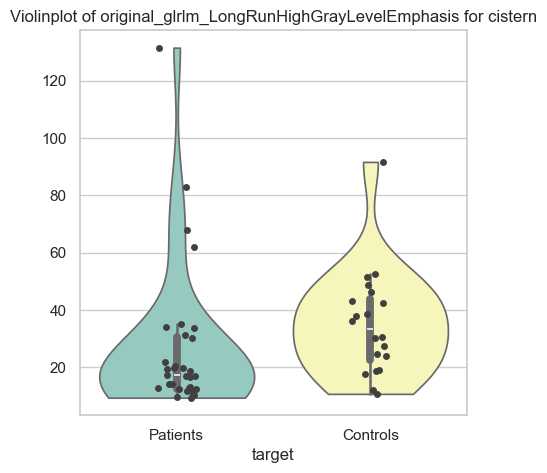 Violinplot of original_glrlm_LongRunHighGrayLevelEmphasis for cistern
120
100
80
60
40
20
Patients Controls
target